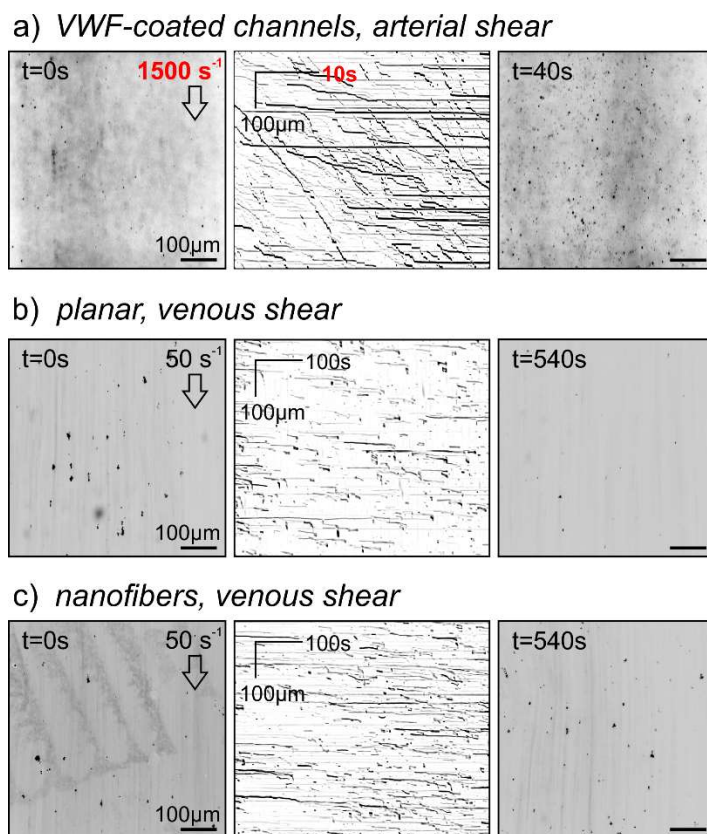 a) VWF-coated channels, arterial shear
t=0s 1500 s⁻¹
100µm
10s
100µm
t=40s
b) planar, venous shear
t=0s 50 s⁻¹
100µm
100s
100µm
t=540s
c) nanofibers, venous shear
t=0s 50 s⁻¹
100µm
100s
100µm
t=540s